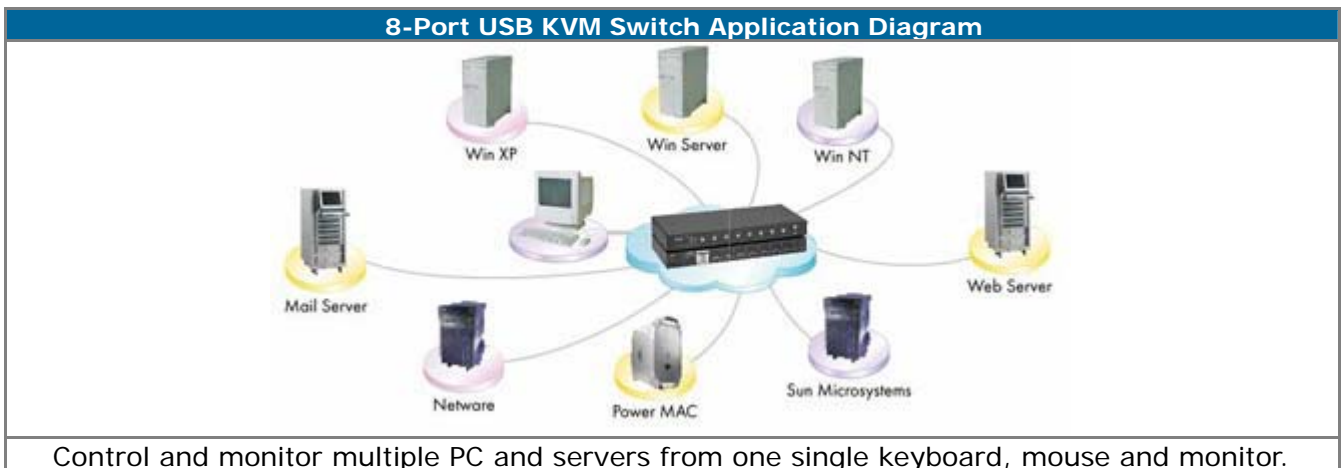 8-Port USB KVM Switch Application Diagram
Win XP
Win Server
Win NT
Mail Server
Web Server
Netware
Power MAC
Sun Microsystems
Control and monitor multiple PC and servers from one single keyboard, mouse and monitor.